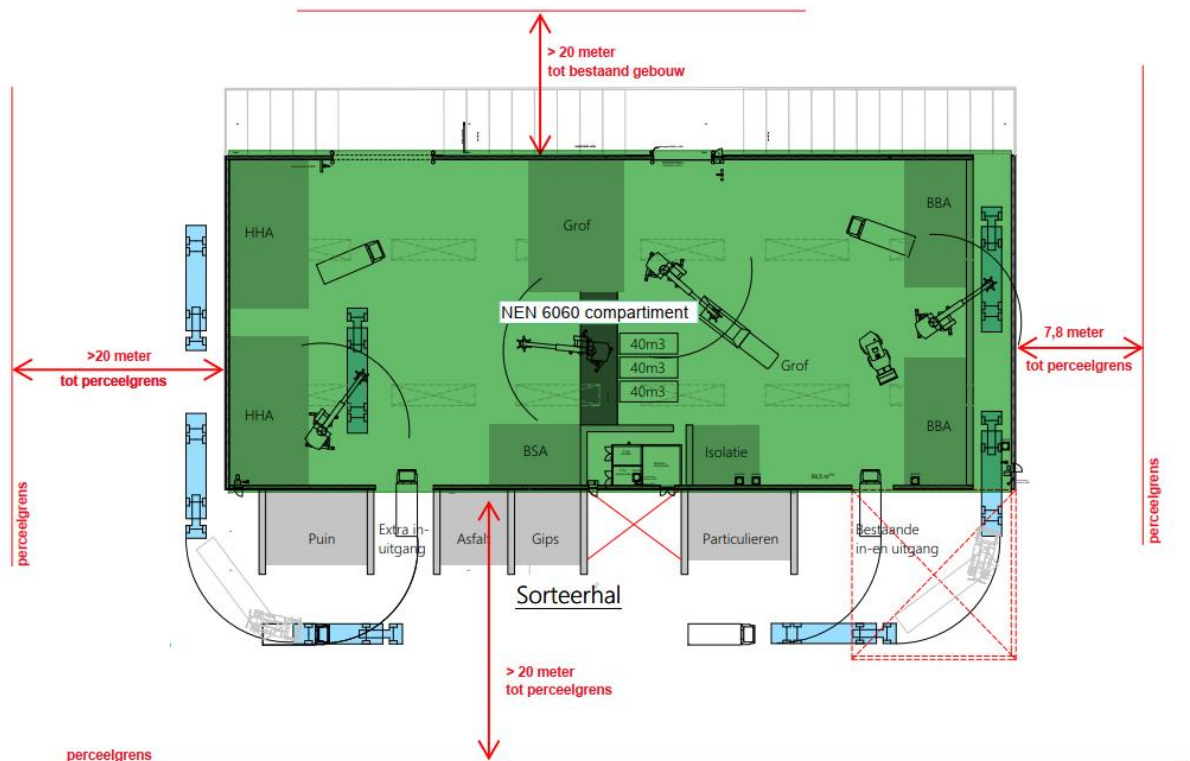 > 20 meter
tot bestaand gebouw
HHA
Grof
BBA
NEN 6060 compartiment
40m3
40m3
40m3
Grof
>20 meter
tot perceelgrens
7,8 meter
tot perceelgrens
HHA
BSA
Isolatie
BBA
perceelgrens
perceelgrens
Puin
Extra in-
uitgang
Asfalt
Gips
Particulieren
Bestaande
in-en uitgang
Sorteerhal
> 20 meter
tot perceelgrens
perceelgrens